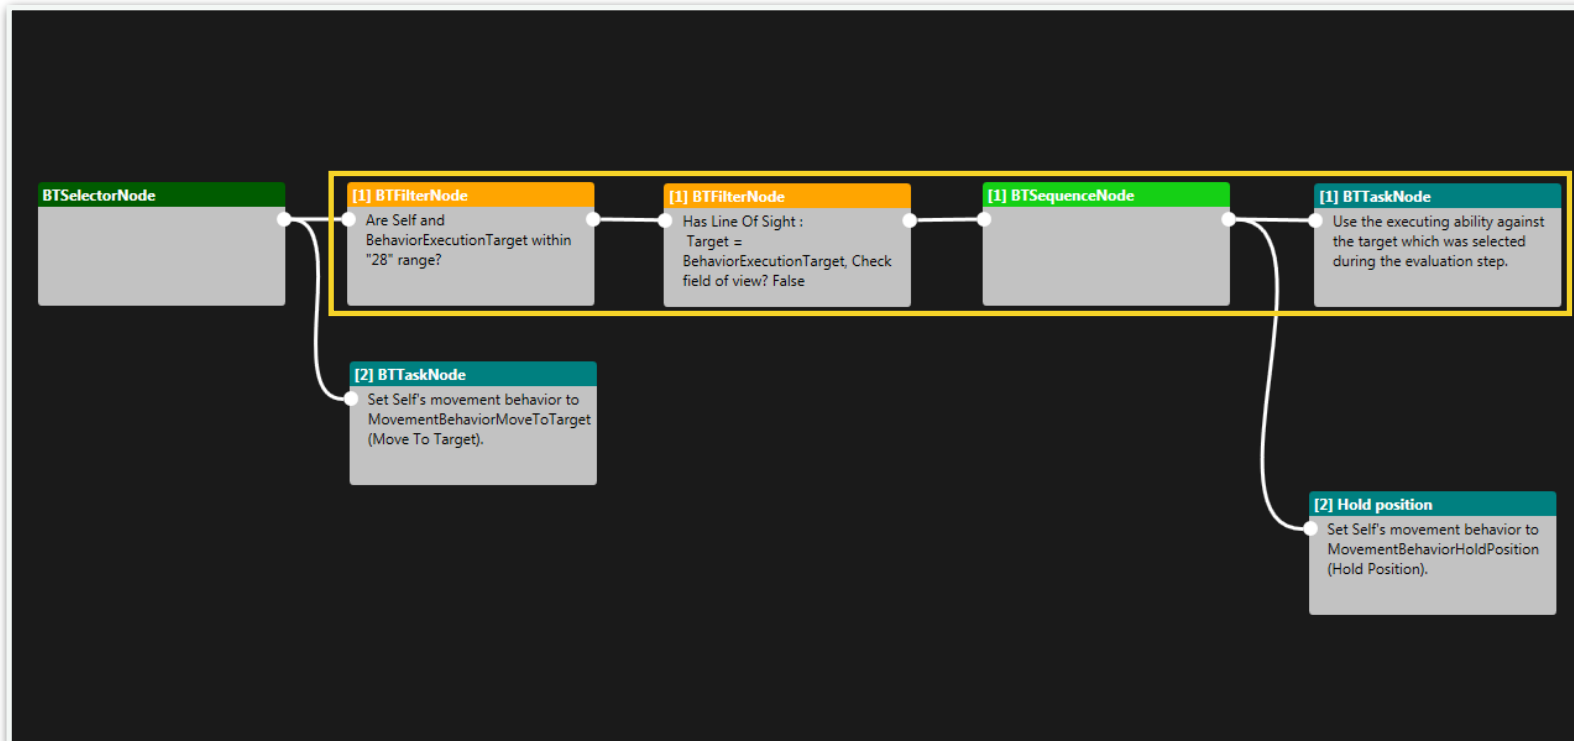 BTSelectorNode
[1] BTFilterNode
Are Self and
BehaviorExecutionTarget within
"28" range?
[1] BTFilterNode
Has Line Of Sight :
Target =
BehaviorExecutionTarget, Check
field of view? False
[1] BTSequenceNode
[1] BTTaskNode
Use the executing ability against
the target which was selected
during the evaluation step.
[2] BTTaskNode
Set Self's movement behavior to
MovementBehaviorMoveToTarget
(Move To Target).
[2] Hold position
Set Self's movement behavior to
MovementBehaviorHoldPosition
(Hold Position).